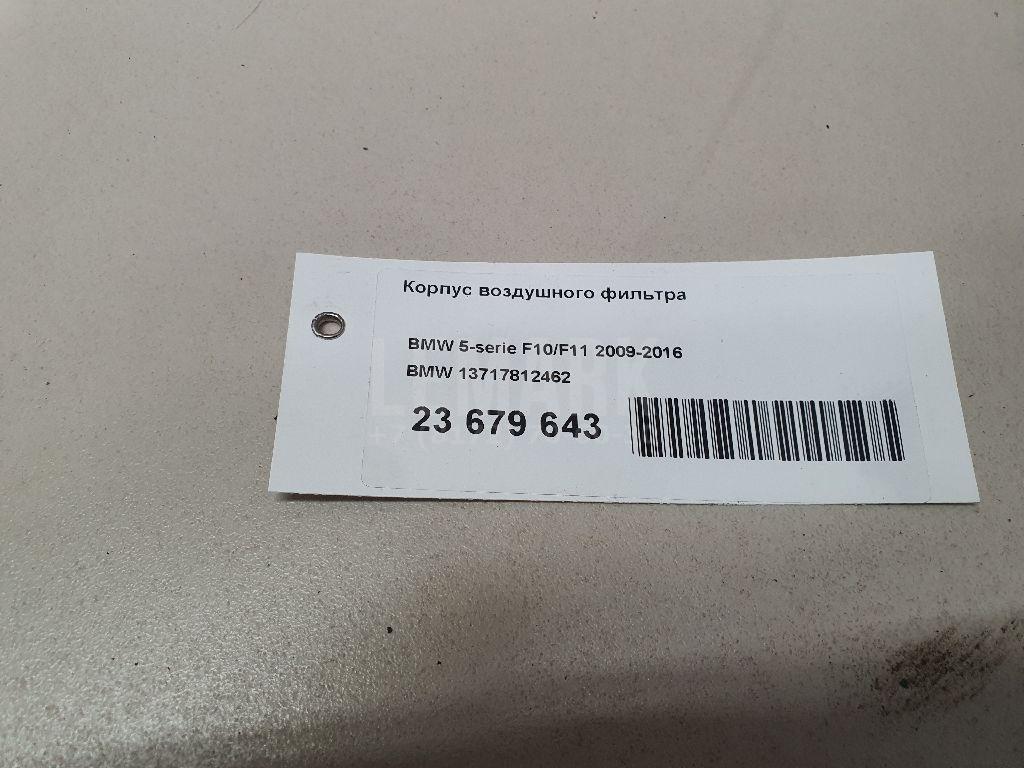 Корпус воздушного фильтра
BMW 5-serie F10/F11 2009-2016
BMW 13717812462
23 679 643